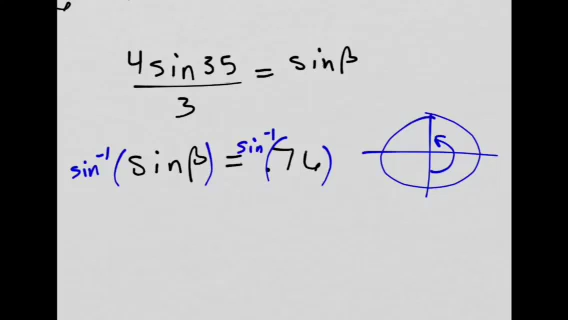 4 sin 35 / 3 = sin β
sin⁻¹(sin β) = sin⁻¹(.76)